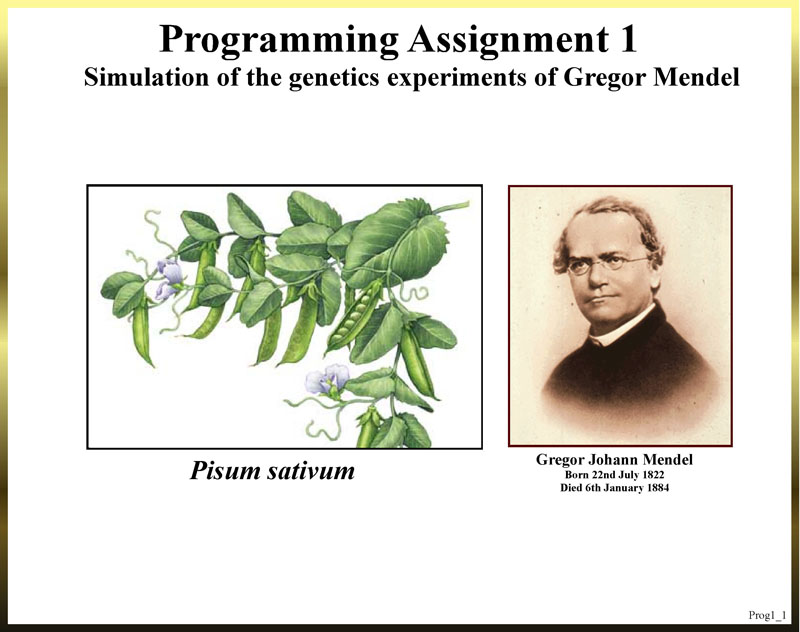 Programming Assignment 1
Simulation of the genetics experiments of Gregor Mendel
Pisum sativum
Gregor Johann Mendel
Born 22nd July 1822
Died 6th January 1884
Prog1_1